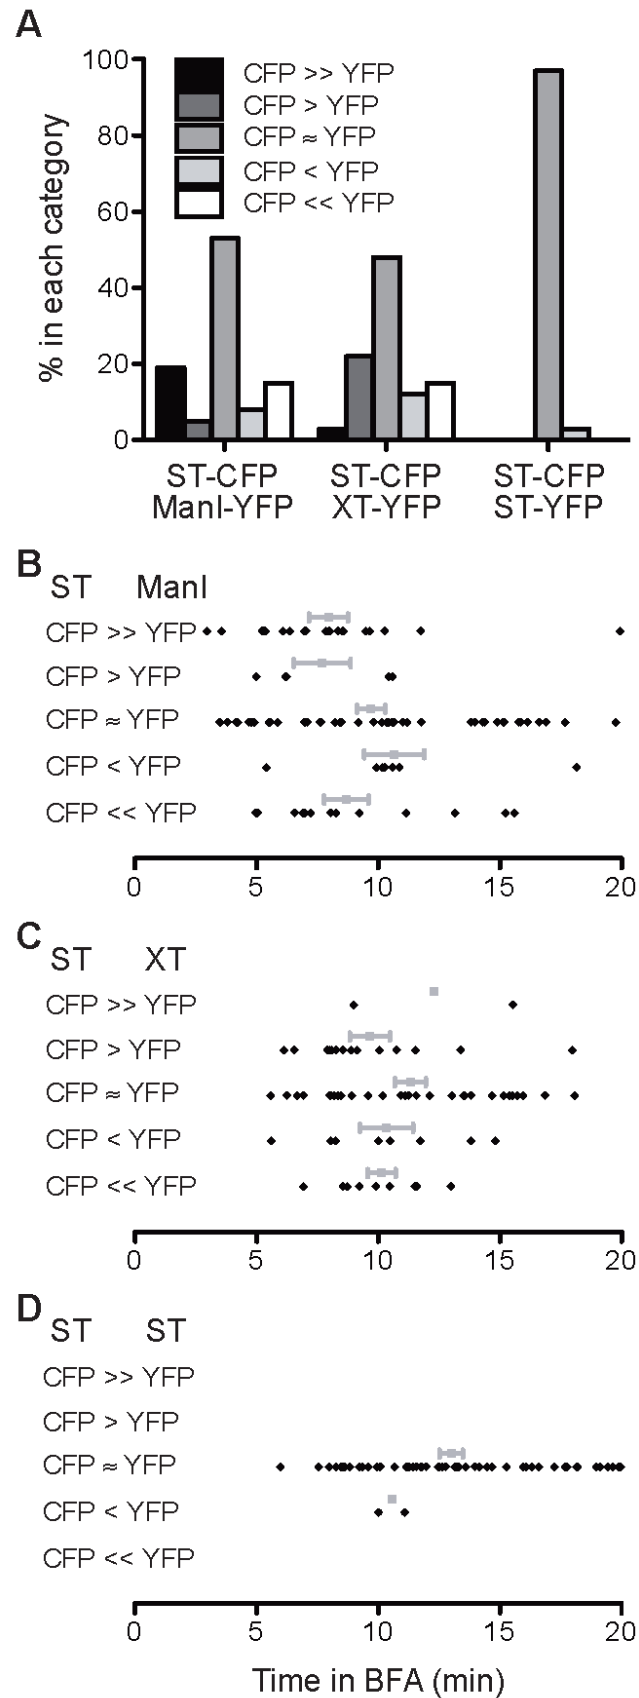 A
100
80
60
40
20
0
% in each category
CFP >> YFP
CFP > YFP
CFP ≈ YFP
CFP < YFP
CFP << YFP
ST-CFP ST-CFP ST-CFP
ManI-YFP XT-YFP ST-YFP
B
ST ManI
CFP >> YFP
CFP > YFP
CFP ≈ YFP
CFP < YFP
CFP << YFP
0 5 10 15 20
C
ST XT
CFP >> YFP
CFP > YFP
CFP ≈ YFP
CFP < YFP
CFP << YFP
0 5 10 15 20
D
ST ST
CFP >> YFP
CFP > YFP
CFP ≈ YFP
CFP < YFP
CFP << YFP
0 5 10 15 20
Time in BFA (min)